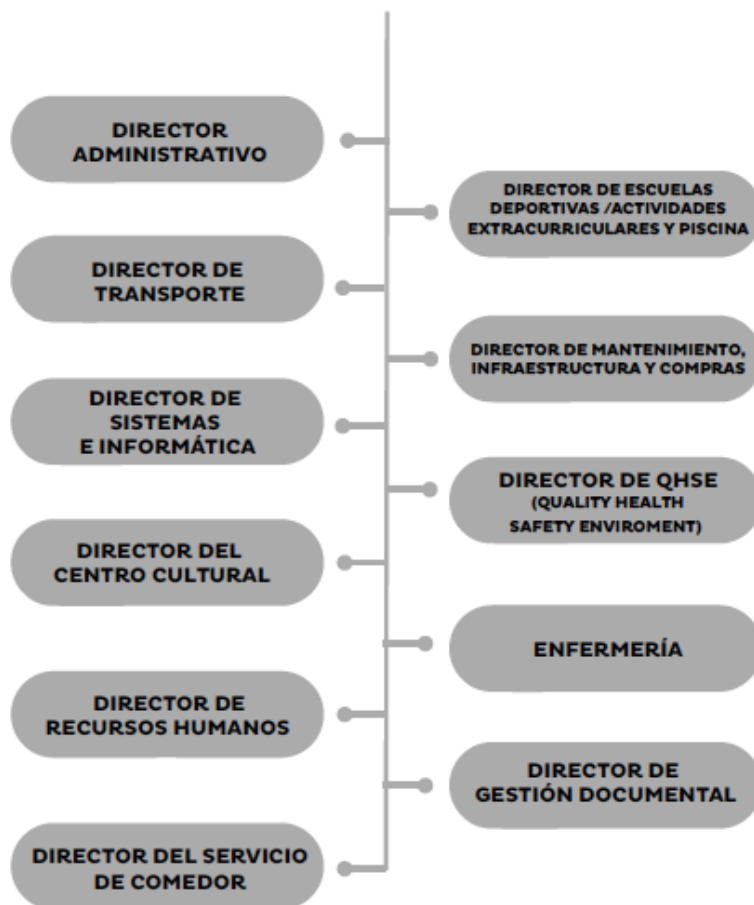 DIRECTOR
ADMINISTRATIVO
DIRECTOR DE ESCUELAS
DEPORTIVAS /ACTIVIDADES
EXTRACURRICULARES Y PISCINA
DIRECTOR DE
TRANSPORTE
DIRECTOR DE MANTENIMIENTO,
INFRAESTRUCTURA Y COMPRAS
DIRECTOR DE
SISTEMAS
E INFORMÁTICA
DIRECTOR DE QHSE
(QUALITY HEALTH
SAFETY ENVIROMENT)
DIRECTOR DEL
CENTRO CULTURAL
ENFERMERÍA
DIRECTOR DE
RECURSOS HUMANOS
DIRECTOR DE
GESTIÓN DOCUMENTAL
DIRECTOR DEL SERVICIO
DE COMEDOR